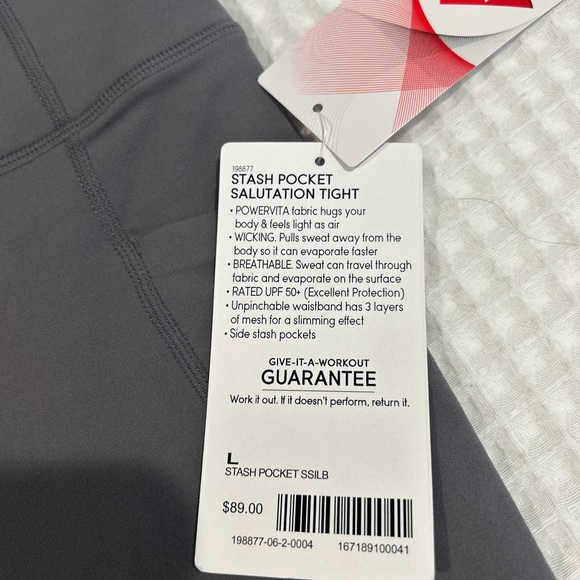 198877
STASH POCKET
SALUTATION TIGHT
• POWERVITA fabric hugs your
body & feels light as air
• WICKING. Pulls sweat away from the
body so it can evaporate faster
• BREATHABLE. Sweat can travel through
fabric and evaporate on the surface
• RATED UPF 50+ (Excellent Protection)
• Unpinchable waistband has 3 layers
of mesh for a slimming effect
• Side stash pockets
GIVE-IT-A-WORKOUT
GUARANTEE
Work it out. If it doesn't perform, return it.
L
STASH POCKET SSILB
$89.00
198877-06-2-0004 167189100041